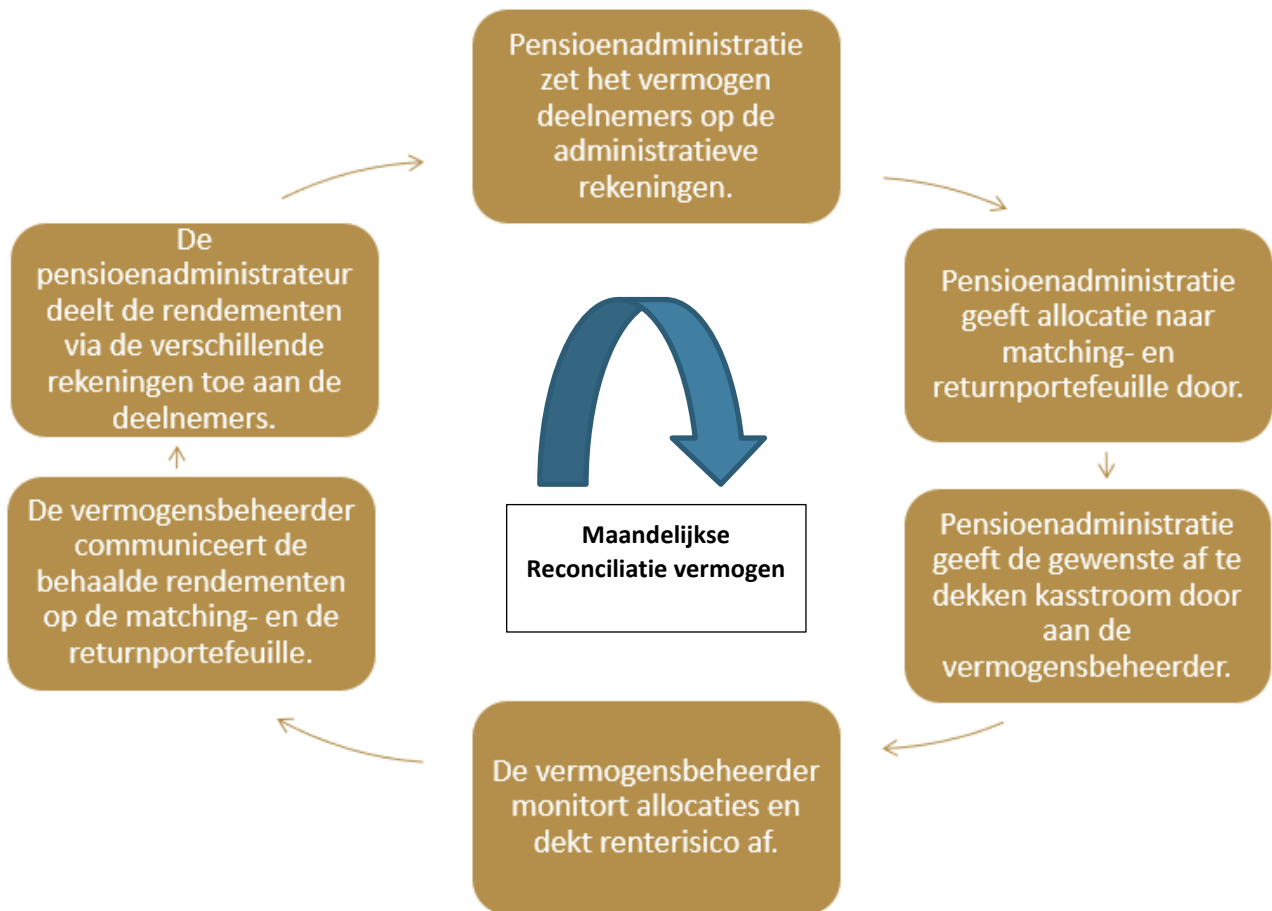 Pensioenadministratie
zet het vermogen
deelnemers op de
administratieve
rekeningen.
Pensioenadministratie
geeft allocatie naar
matching- en
returnportefeuille door.
Pensioenadministratie
geeft de gewenste af te
dekken kasstroom door
aan de
vermogensbeheerder.
De vermogensbeheerder
monitort allocaties en
dekt renterisico af.
De vermogensbeheerder
communiceert de
behaalde rendementen
op de matching- en de
returnportefeuille.
De
pensioenadministrateur
deelt de rendementen
via de verschillende
rekeningen toe aan de
deelnemers.
Maandelijkse
Reconciliatie vermogen